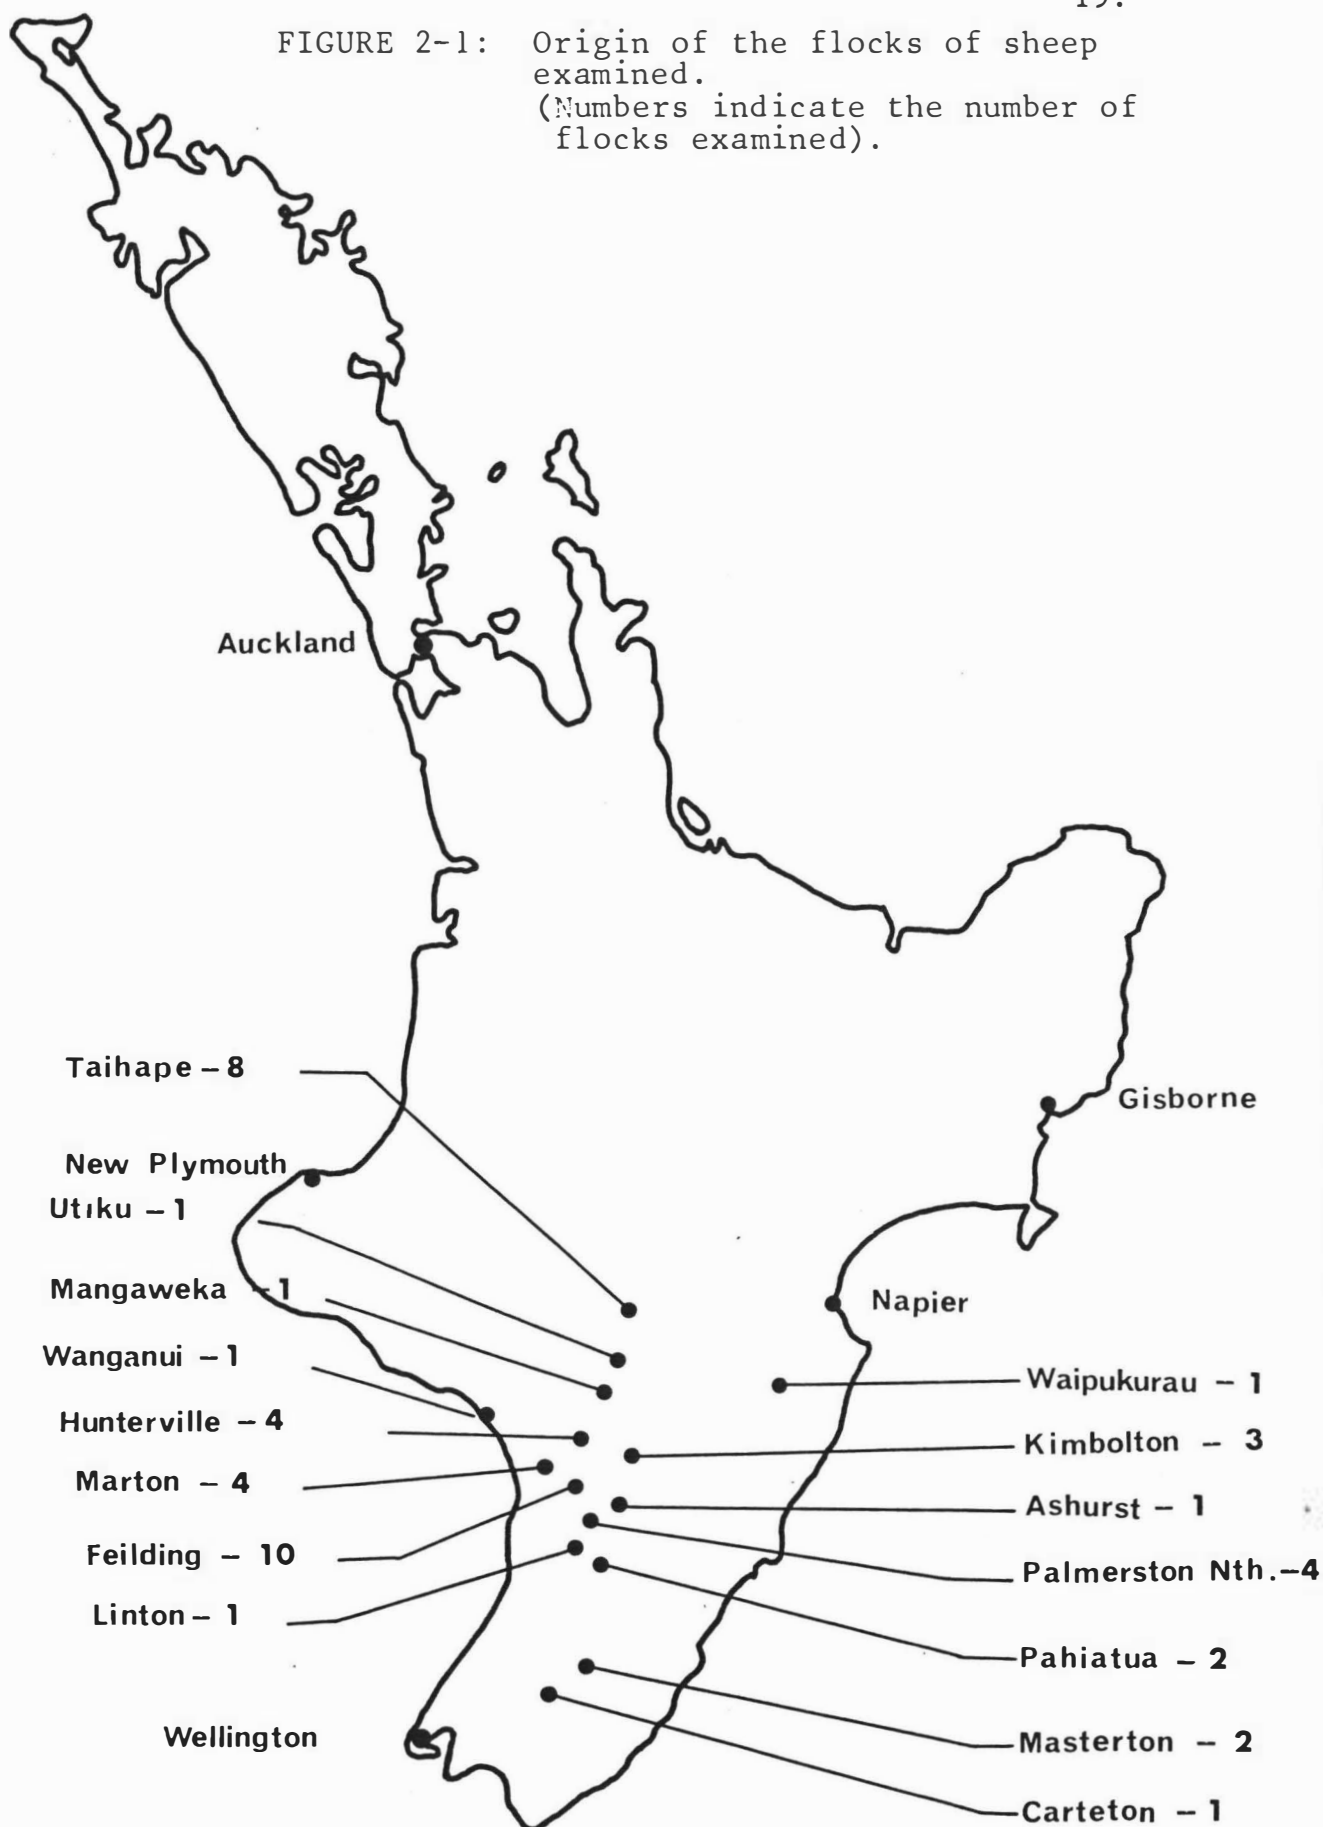 19.
FIGURE 2-1: Origin of the flocks of sheep
examined.
(Numbers indicate the number of
flocks examined).
Auckland
Taihape – 8
Gisborne
New Plymouth
Utiku – 1
Mangaweka – 1
Napier
Wanganui – 1
Waipukurau – 1
Hunterville – 4
Kimbolton – 3
Marton – 4
Ashurst – 1
Feilding – 10
Palmerston Nth.–4
Linton – 1
Pahiatua – 2
Wellington
Masterton – 2
Carteton – 1